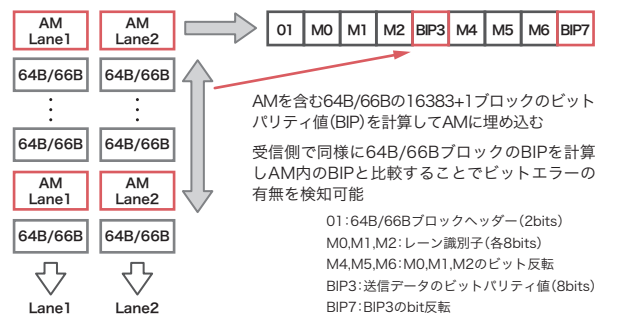 AM
Lane1
AM
Lane2
01 M0 M1 M2 BIP3 M4 M5 M6 BIP7
64B/66B 64B/66B
⋮ ⋮
64B/66B 64B/66B
AM
Lane1
AM
Lane2
64B/66B 64B/66B
Lane1 Lane2
AMを含む64B/66Bの16383+1ブロックのビット
パリティ値(BIP)を計算してAMに埋め込む
受信側で同様に64B/66BブロックのBIPを計算
しAM内のBIPと比較することでビットエラーの
有無を検知可能
01:64B/66Bブロックヘッダー(2bits)
M0,M1,M2:レーン識別子(各8bits)
M4,M5,M6:M0,M1,M2のビット反転
BIP3:送信データのビットパリティ値(8bits)
BIP7:BIP3のbit反転